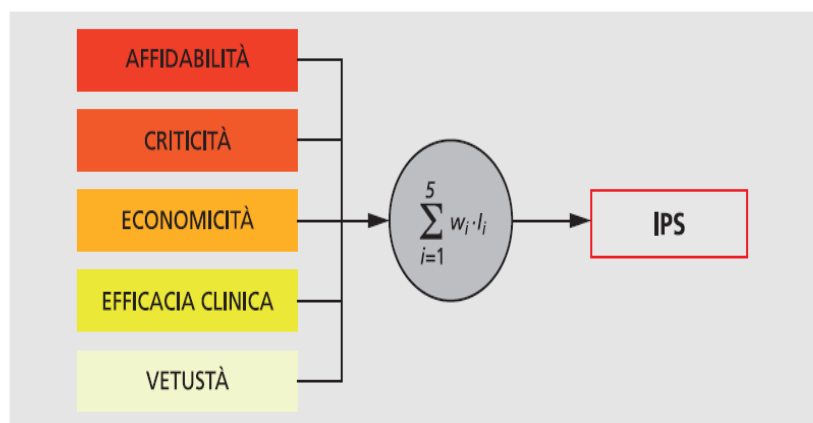 AFFIDABILITÀ
CRITICITÀ
ECONOMICITÀ
EFFICACIA CLINICA
VETUSTÀ
5
∑ wi·Ii
i=1
IPS